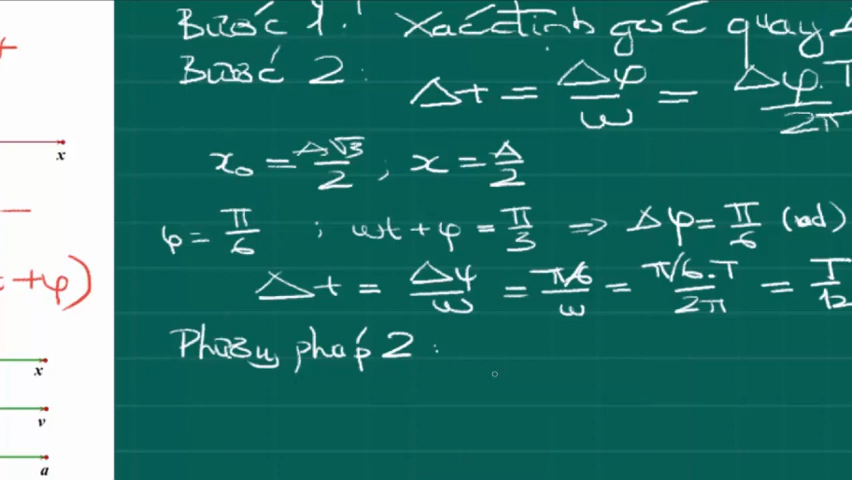 Bước 1: Xác định góc quay Δ
Bước 2:
Δt = Δφ/ω = Δφ.T/2π
x₀ = A√3/2 ; x = A/2
φ = π/6 ; ωt + φ = π/3 ⇒ Δφ = π/6 (rad)
Δt = Δφ/ω = π/6/ω = π/6.T/2π = T/12
Phương pháp 2:
x
+φ)
x
v
a